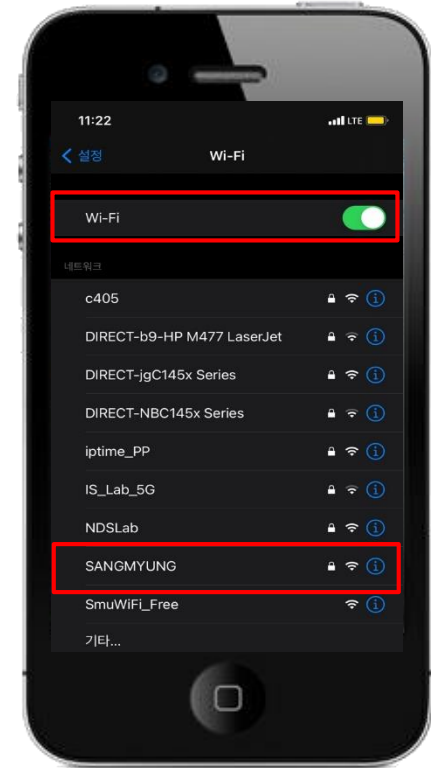 11:22
LTE
설정
Wi-Fi
Wi-Fi
네트워크
c405
DIRECT-b9-HP M477 LaserJet
DIRECT-jgC145x Series
DIRECT-NBC145x Series
iptime_PP
IS_Lab_5G
NDSLab
SANGMYUNG
SmuWiFi_Free
기타...